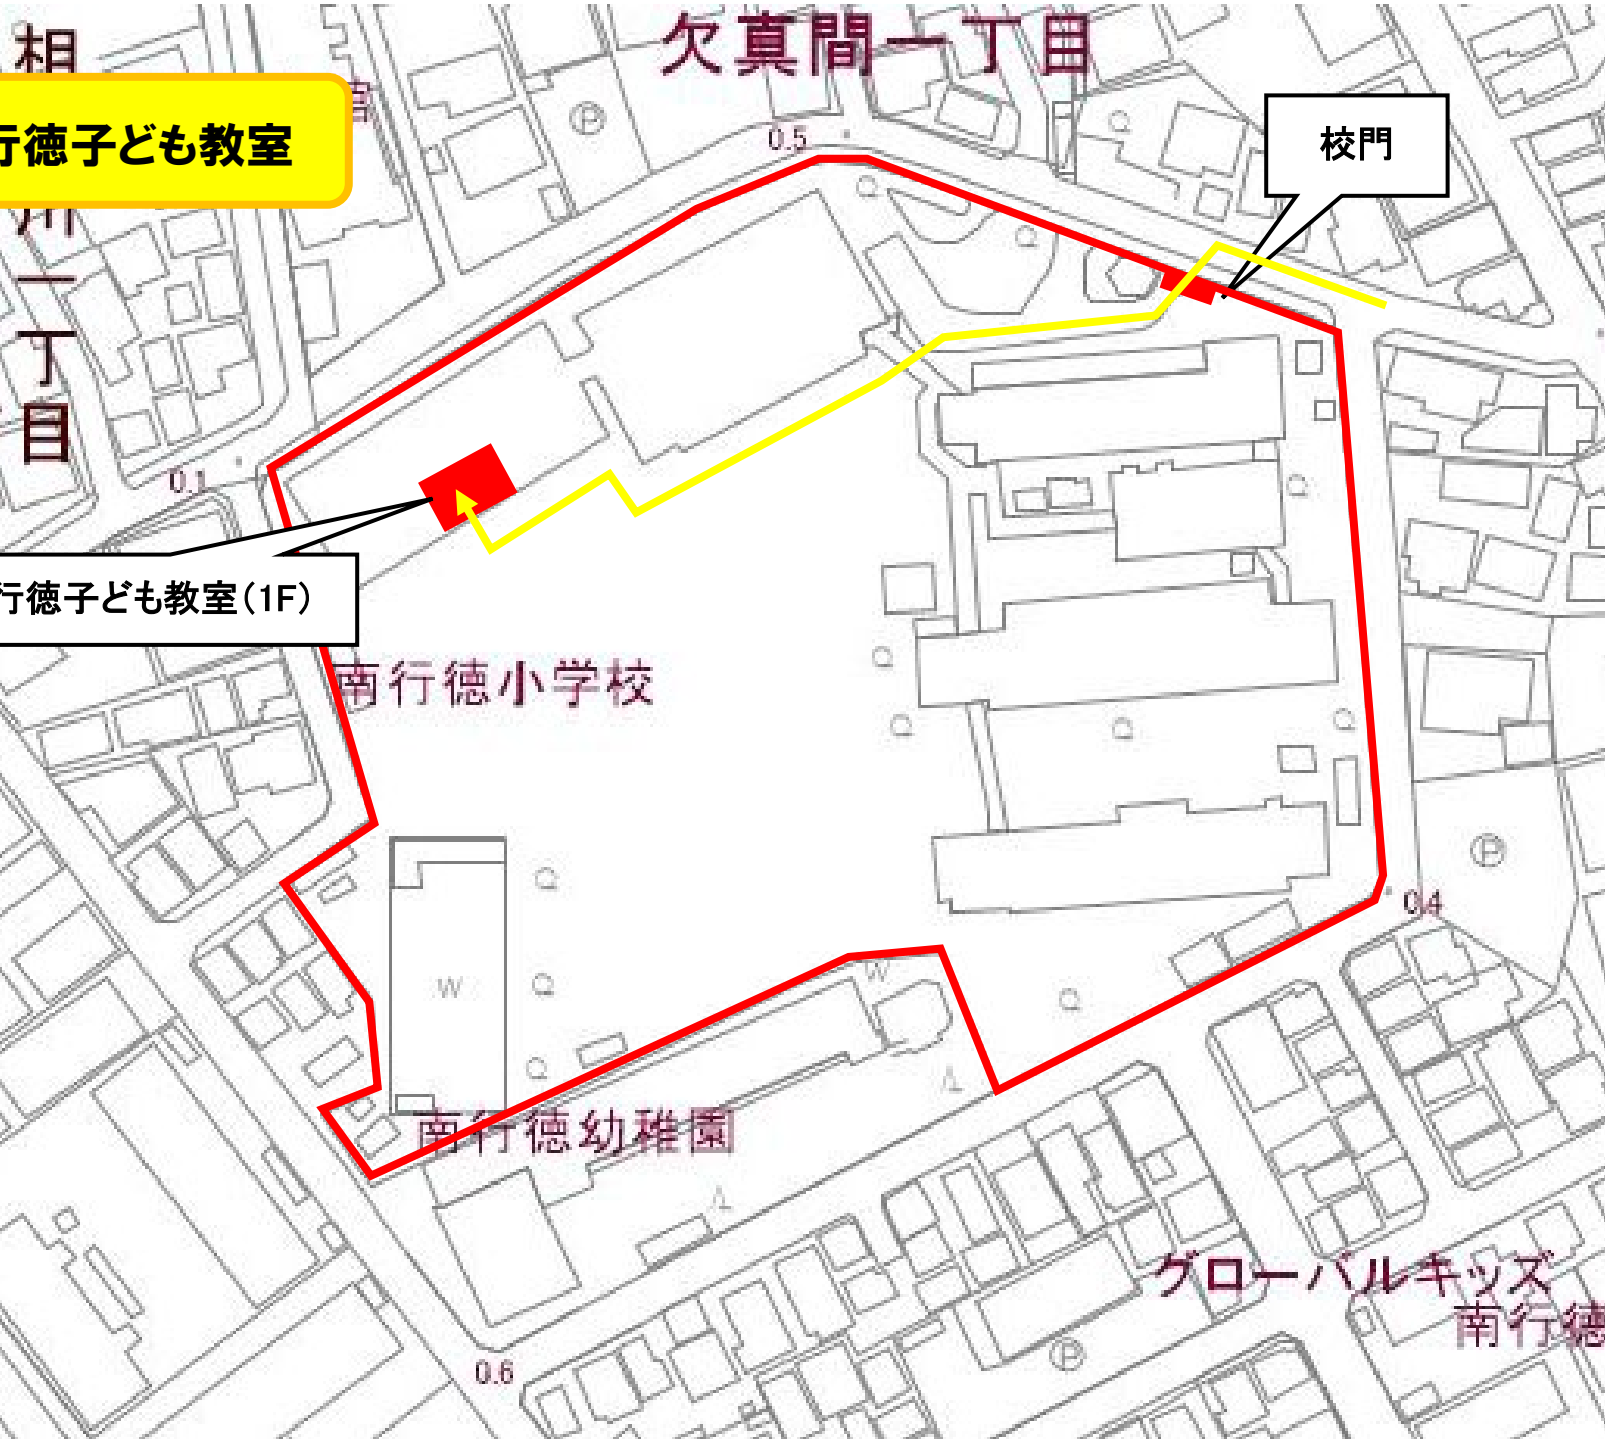 欠真間一丁目
相
川
一
丁
目
行徳子ども教室
校門
0.5
0.1
行徳子ども教室(1F)
南行徳小学校
0.4
W
W
南行徳幼稚園
グローバルキッズ
南行徳
0.6
P
P
P